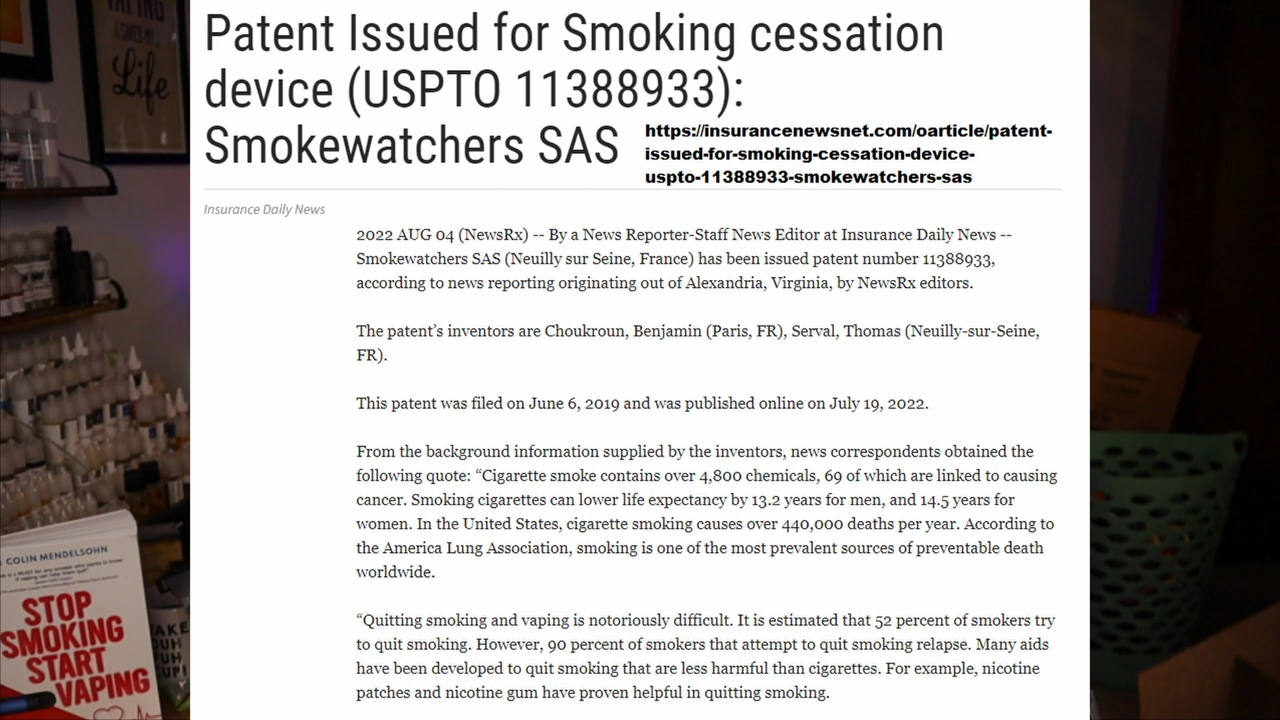 Patent Issued for Smoking cessation
device (USPTO 11388933):
Smokewatchers SAS
https://insurancenewsnet.com/oarticle/patent-
issued-for-smoking-cessation-device-
uspto-11388933-smokewatchers-sas
Insurance Daily News
2022 AUG 04 (NewsRx) -- By a News Reporter-Staff News Editor at Insurance Daily News --
Smokewatchers SAS (Neuilly sur Seine, France) has been issued patent number 11388933,
according to news reporting originating out of Alexandria, Virginia, by NewsRx editors.
The patent's inventors are Choukroun, Benjamin (Paris, FR), Serval, Thomas (Neuilly-sur-Seine,
FR).
This patent was filed on June 6, 2019 and was published online on July 19, 2022.
From the background information supplied by the inventors, news correspondents obtained the
following quote: “Cigarette smoke contains over 4,800 chemicals, 69 of which are linked to causing
cancer. Smoking cigarettes can lower life expectancy by 13.2 years for men, and 14.5 years for
women. In the United States, cigarette smoking causes over 440,000 deaths per year. According to
the America Lung Association, smoking is one of the most prevalent sources of preventable death
worldwide.
“Quitting smoking and vaping is notoriously difficult. It is estimated that 52 percent of smokers try
to quit smoking. However, 90 percent of smokers that attempt to quit smoking relapse. Many aids
have been developed to quit smoking that are less harmful than cigarettes. For example, nicotine
patches and nicotine gum have proven helpful in quitting smoking.
Life
COLIN MENDELSOHN
STOP
SMOKING
START
VAPING